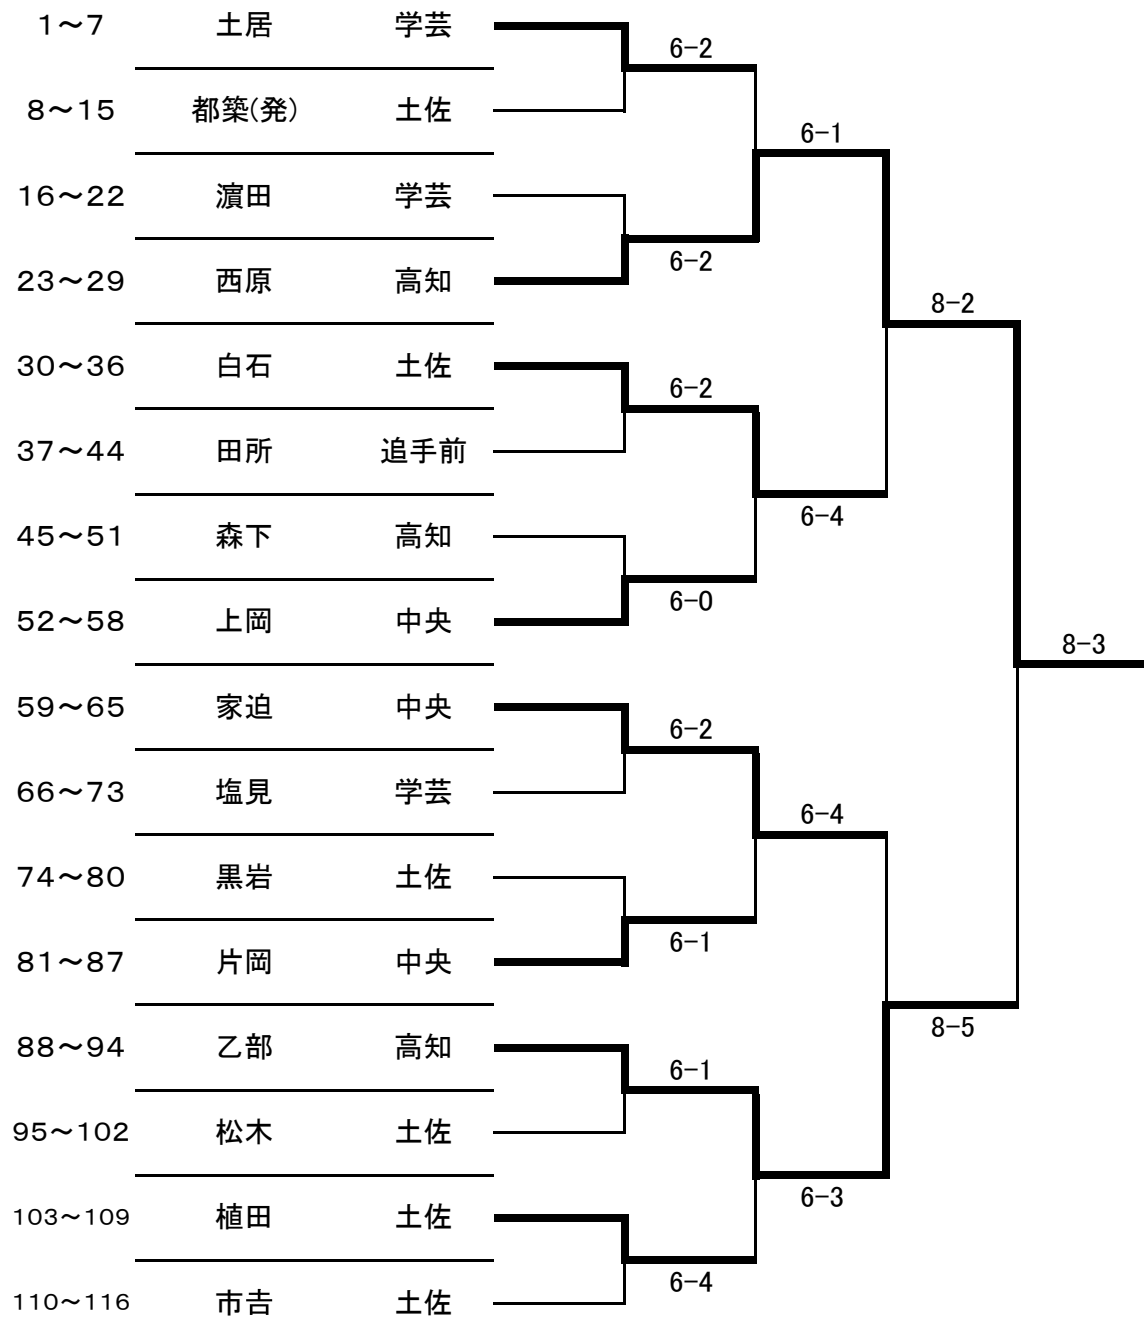 1～7 土居 学芸
6-2
8～15 都築(発) 土佐
6-1
16～22 濵田 学芸
6-2
23～29 西原 高知
8-2
30～36 白石 土佐
6-2
37～44 田所 追手前
6-4
45～51 森下 高知
6-0
52～58 上岡 中央
8-3
59～65 家迫 中央
6-2
66～73 塩見 学芸
6-4
74～80 黒岩 土佐
6-1
81～87 片岡 中央
8-5
88～94 乙部 高知
6-1
95～102 松木 土佐
6-3
103～109 植田 土佐
6-4
110～116 市𠮷 土佐